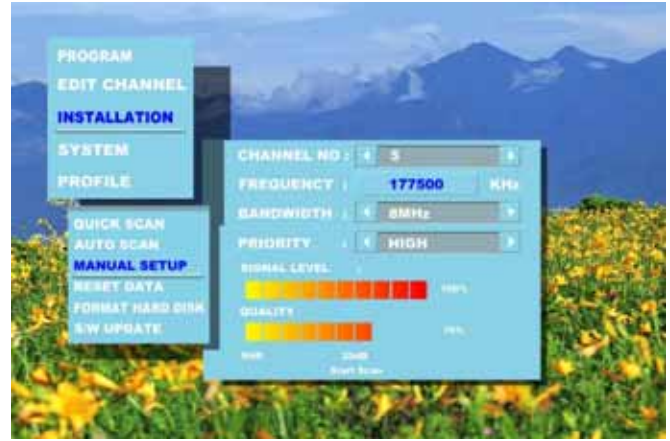 PROGRAM
EDIT CHANNEL
INSTALLATION
SYSTEM
PROFILE
QUICK SCAN
AUTO SCAN
MANUAL SETUP
RESET DATA
FORMAT HARD DISK
S/W UPDATE
CHANNEL NO : 5
FREQUENCY : 177500 KHz
BANDWIDTH : 8MHz
PRIORITY : HIGH
SIGNAL LEVEL :
100%
QUALITY
Start Scan